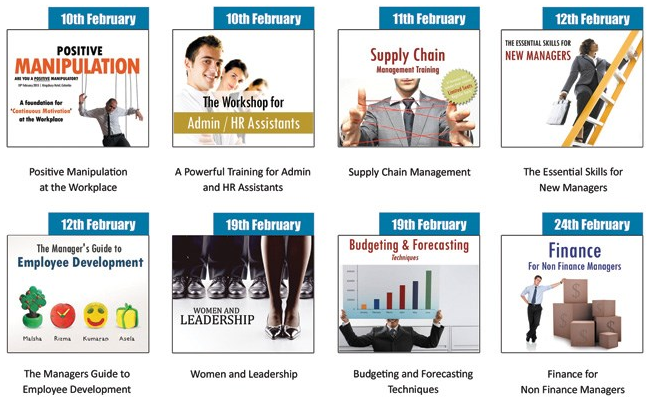 10th February
POSITIVE
MANIPULATION
ARE YOU A POSITIVE MANIPULATOR?
A foundation for
'Continuous Motivation'
at the Workplace
Positive Manipulation
at the Workplace
10th February
The Workshop for
Admin / HR Assistants
A Powerful Training for Admin
and HR Assistants
11th February
Supply Chain
Management Training
Limited Seats
Supply Chain Management
12th February
THE ESSENTIAL SKILLS FOR
NEW MANAGERS
The Essential Skills for
New Managers
12th February
The Manager's Guide to
Employee Development
Malsha Risma Kumaran Asela
The Managers Guide to
Employee Development
19th February
WOMEN AND
LEADERSHIP
Women and Leadership
19th February
Budgeting & Forecasting
Techniques
Budgeting and Forecasting
Techniques
24th February
Finance
For Non Finance Managers
Finance for
Non Finance Managers